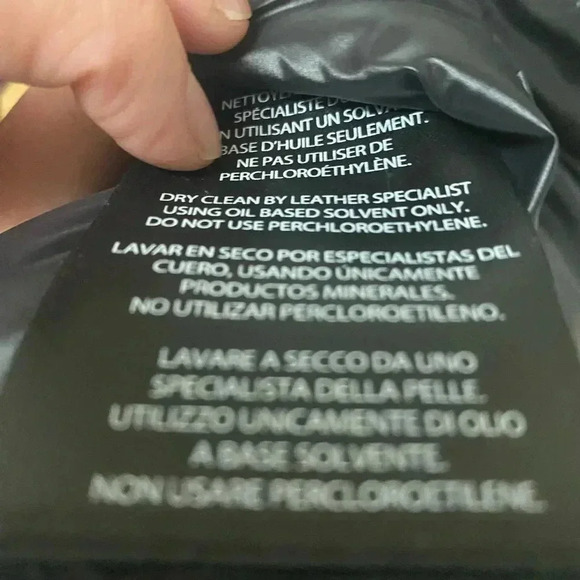 NETTOYE
SPÉCIALISTE D
N UTILISANT UN SOLVA
BASE D'HUILE SEULEMENT.
NE PAS UTILISER DE
PERCHLOROÉTHYLÈNE.
DRY CLEAN BY LEATHER SPECIALIST
USING OIL BASED SOLVENT ONLY.
DO NOT USE PERCHLOROETHYLENE.
LAVAR EN SECO POR ESPECIALISTAS DEL
CUERO, USANDO ÚNICAMENTE
PRODUCTOS MINERALES.
NO UTILIZAR PERCLOROETILENO.
LAVARE A SECCO DA UNO
SPECIALISTA DELLA PELLE.
UTILIZZO UNICAMENTE DI OLIO
A BASE SOLVENTE.
NON USARE PERCLOROETILENE.